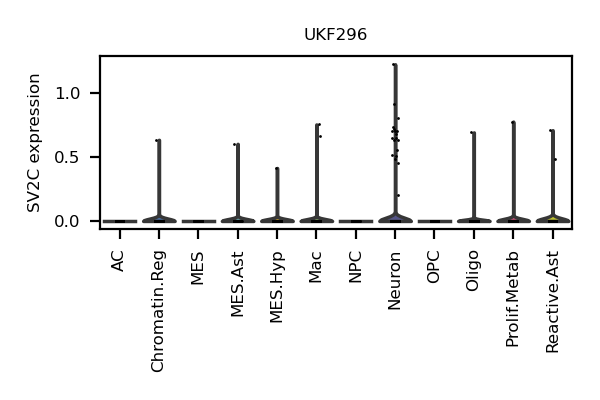 UKF296
SV2C expression
1.0
0.5
0.0
AC
Chromatin.Reg
MES
MES.Ast
MES.Hyp
Mac
NPC
Neuron
OPC
Oligo
Prolif.Metab
Reactive.Ast